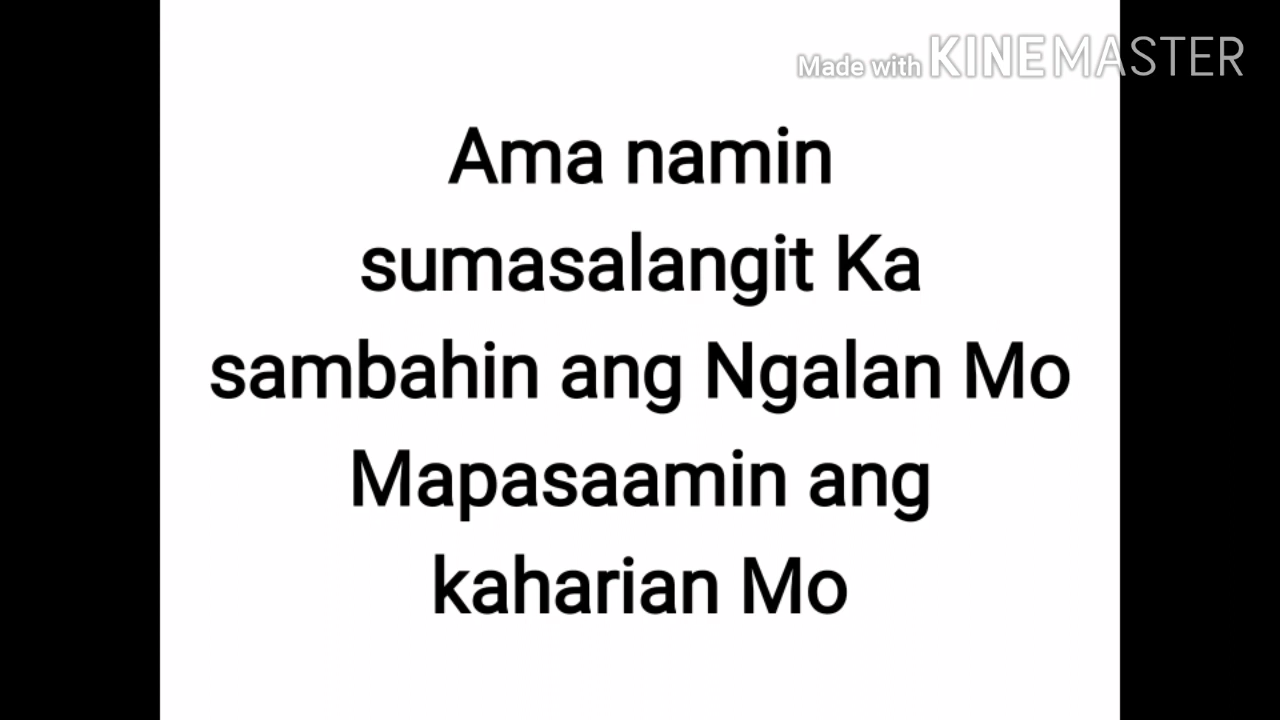 Made with KINEMASTER
Ama namin
sumasalangit Ka
sambahin ang Ngalan Mo
Mapasaamin ang
kaharian Mo